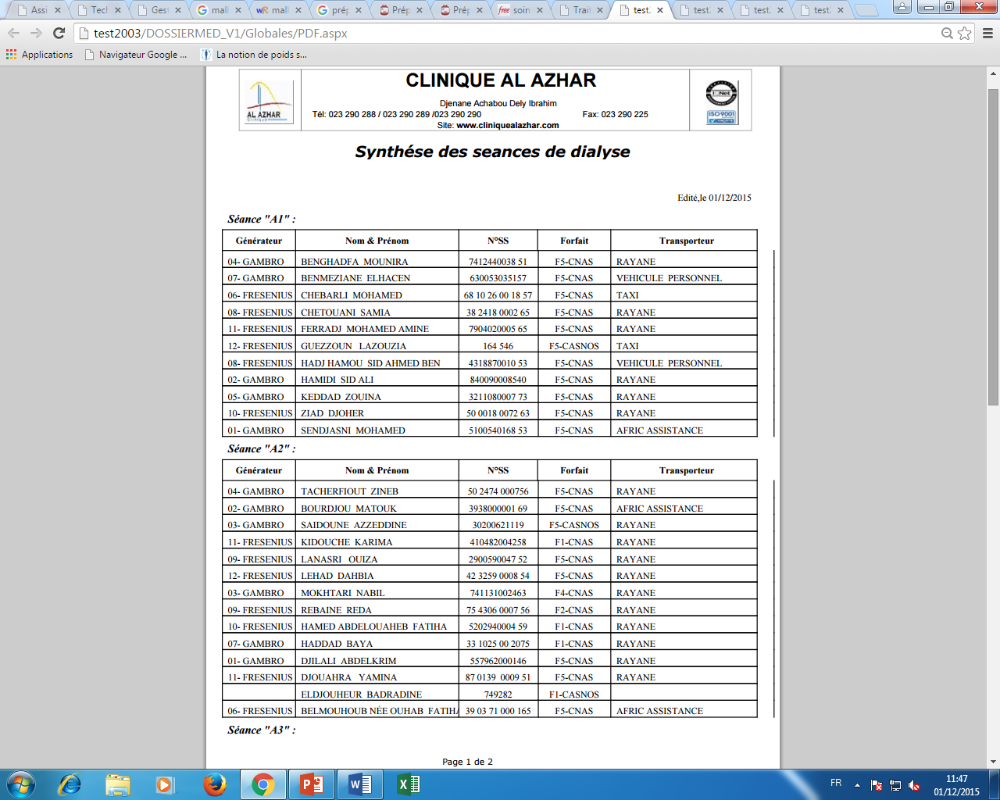 Assi
Tech
Gest
mall
mall
prép
Prép
Prép
free soin
Trait
test.
test.
test.
test.
test2003/DOSSIERMED_V1/Globales/PDF.aspx
Applications Navigateur Google ... La notion de poids s...
CLINIQUE AL AZHAR
Djenane Achabou Dely Ibrahim
Tél: 023 290 288 / 023 290 289 /023 290 290 Fax: 023 290 225
Site: www.cliniquealazhar.com
AL AZHAR
Clinique
IQNet
ISO 9001
Synthése des seances de dialyse
Edité,le 01/12/2015
Séance "A1" :
Générateur Nom & Prénom N°SS Forfait Transporteur
04- GAMBRO BENGHADFA MOUNIRA 7412440038 51 F5-CNAS RAYANE
07- GAMBRO BENMEZIANE ELHACEN 630053035157 F5-CNAS VEHICULE PERSONNEL
06- FRESENIUS CHEBARLI MOHAMED 68 10 26 00 18 57 F5-CNAS TAXI
08- FRESENIUS CHETOUANI SAMIA 38 2418 0002 65 F5-CNAS RAYANE
11- FRESENIUS FERRADJ MOHAMED AMINE 7904020005 65 F5-CNAS RAYANE
12- FRESENIUS GUEZZOUN LAZOUZIA 164 546 F5-CASNOS TAXI
08- FRESENIUS HADJ HAMOU SID AHMED BEN 4318870010 53 F5-CNAS VEHICULE PERSONNEL
02- GAMBRO HAMIDI SID ALI 840090008540 F5-CNAS RAYANE
05- GAMBRO KEDDAD ZOUINA 3211080007 73 F5-CNAS RAYANE
10- FRESENIUS ZIAD DJOHER 50 0018 0072 63 F5-CNAS RAYANE
01- GAMBRO SENDJASNI MOHAMED 5100540168 53 F5-CNAS AFRIC ASSISTANCE
Séance "A2" :
Générateur Nom & Prénom N°SS Forfait Transporteur
04- GAMBRO TACHERFIOUT ZINEB 50 2474 000756 F5-CNAS RAYANE
02- GAMBRO BOURDJOU MATOUK 3938000001 69 F5-CNAS AFRIC ASSISTANCE
03- GAMBRO SAIDOUNE AZZEDDINE 30200621119 F5-CASNOS RAYANE
11- FRESENIUS KIDOUCHE KARIMA 410482004258 F1-CNAS RAYANE
09- FRESENIUS LANASRI OUIZA 2900590047 52 F5-CNAS RAYANE
12- FRESENIUS LEHAD DAHBIA 42 3259 0008 54 F5-CNAS RAYANE
03- GAMBRO MOKHTARI NABIL 741131002463 F4-CNAS RAYANE
09- FRESENIUS REBAINE REDA 75 4306 0007 56 F2-CNAS RAYANE
10- FRESENIUS HAMED ABDELOUAHEB FATIHA 5202940004 59 F1-CNAS RAYANE
07- GAMBRO HADDAD BAYA 33 1025 00 2075 F1-CNAS RAYANE
01- GAMBRO DJILALI ABDELKRIM 557962000146 F5-CNAS RAYANE
11- FRESENIUS DJOUAHRA YAMINA 87 0139 0009 51 F5-CNAS RAYANE
ELDJOUHEUR BADRADINE 749282 F1-CASNOS
06- FRESENIUS BELMOUHOUB NÉE OUHAB FATIHA 39 03 71 000 165 F5-CNAS AFRIC ASSISTANCE
Séance "A3" :
Page 1 de 2
FR
11:47
01/12/2015